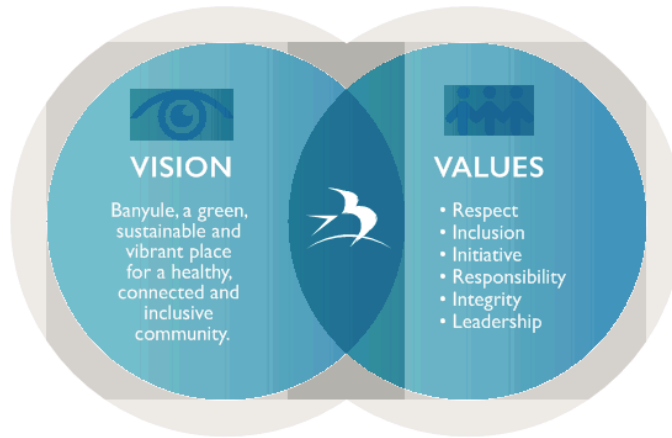 VISION
Banyule, a green,
sustainable and
vibrant place
for a healthy,
connected and
inclusive
community.
VALUES
• Respect
• Inclusion
• Initiative
• Responsibility
• Integrity
• Leadership